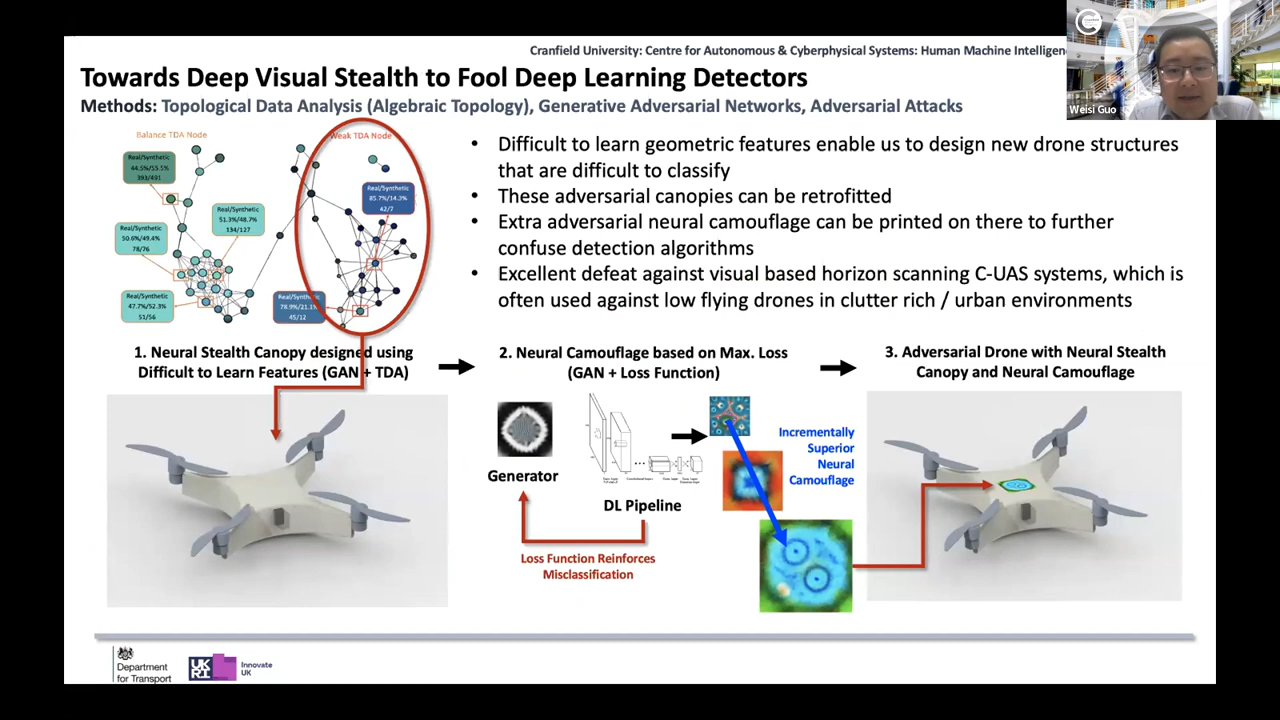 Cranfield University: Centre for Autonomous & Cyberphysical Systems: Human Machine
Towards Deep Visual Stealth to Fool Deep Learning Detectors
Methods: Topological Data Analysis (Algebraic Topology), Generative Adversarial Networks, Adversarial Attacks
Weisi Guo
Balance TDA Node
Weak TDA Node
Real/Synthetic
44.5%/55.5%
393/491
Real/Synthetic
85.7%/14.3%
42/7
Real/Synthetic
51.3%/48.7%
134/127
Real/Synthetic
50.6%/49.4%
78/76
Real/Synthetic
47.7%/52.3%
51/56
Real/Synthetic
78.9%/21.1%
45/12
• Difficult to learn geometric features enable us to design new drone structures
that are difficult to classify
• These adversarial canopies can be retrofitted
• Extra adversarial neural camouflage can be printed on there to further
confuse detection algorithms
• Excellent defeat against visual based horizon scanning C-UAS systems, which is
often used against low flying drones in clutter rich / urban environments
1. Neural Stealth Canopy designed using
Difficult to Learn Features (GAN + TDA)
2. Neural Camouflage based on Max. Loss
(GAN + Loss Function)
3. Adversarial Drone with Neural Stealth
Canopy and Neural Camouflage
Generator
DL Pipeline
Incrementally
Superior
Neural
Camouflage
Loss Function Reinforces
Misclassification
Department
for Transport
UK
RI
Innovate
UK